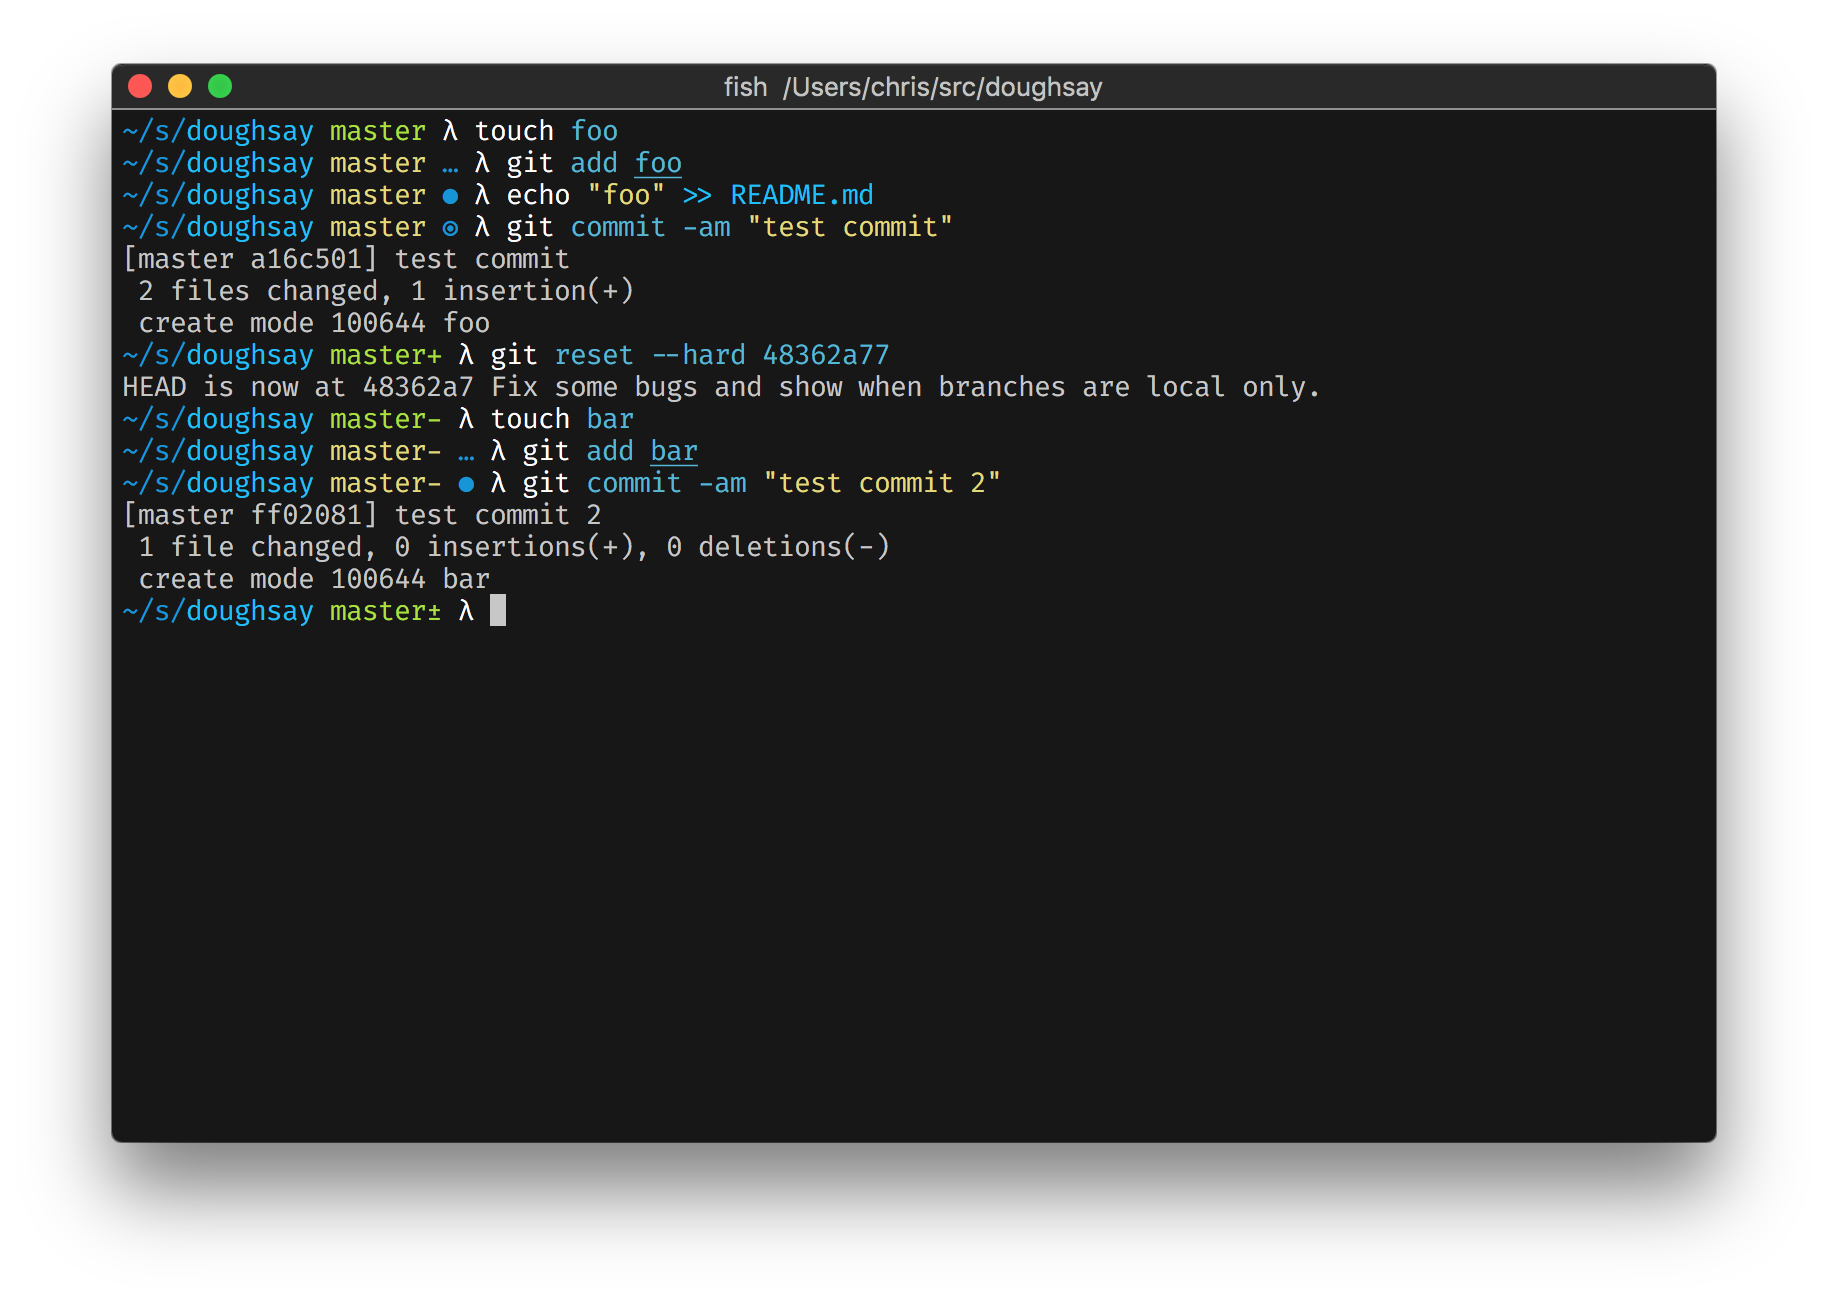 fish  /Users/chris/src/doughsay
~/s/doughsay master λ touch foo
~/s/doughsay master … λ git add foo
~/s/doughsay master ● λ echo "foo" >> README.md
~/s/doughsay master ⊙ λ git commit -am "test commit"
[master a16c501] test commit
 2 files changed, 1 insertion(+)
 create mode 100644 foo
~/s/doughsay master+ λ git reset --hard 48362a77
HEAD is now at 48362a7 Fix some bugs and show when branches are local only.
~/s/doughsay master- λ touch bar
~/s/doughsay master- … λ git add bar
~/s/doughsay master- ● λ git commit -am "test commit 2"
[master ff02081] test commit 2
 1 file changed, 0 insertions(+), 0 deletions(-)
 create mode 100644 bar
~/s/doughsay master± λ